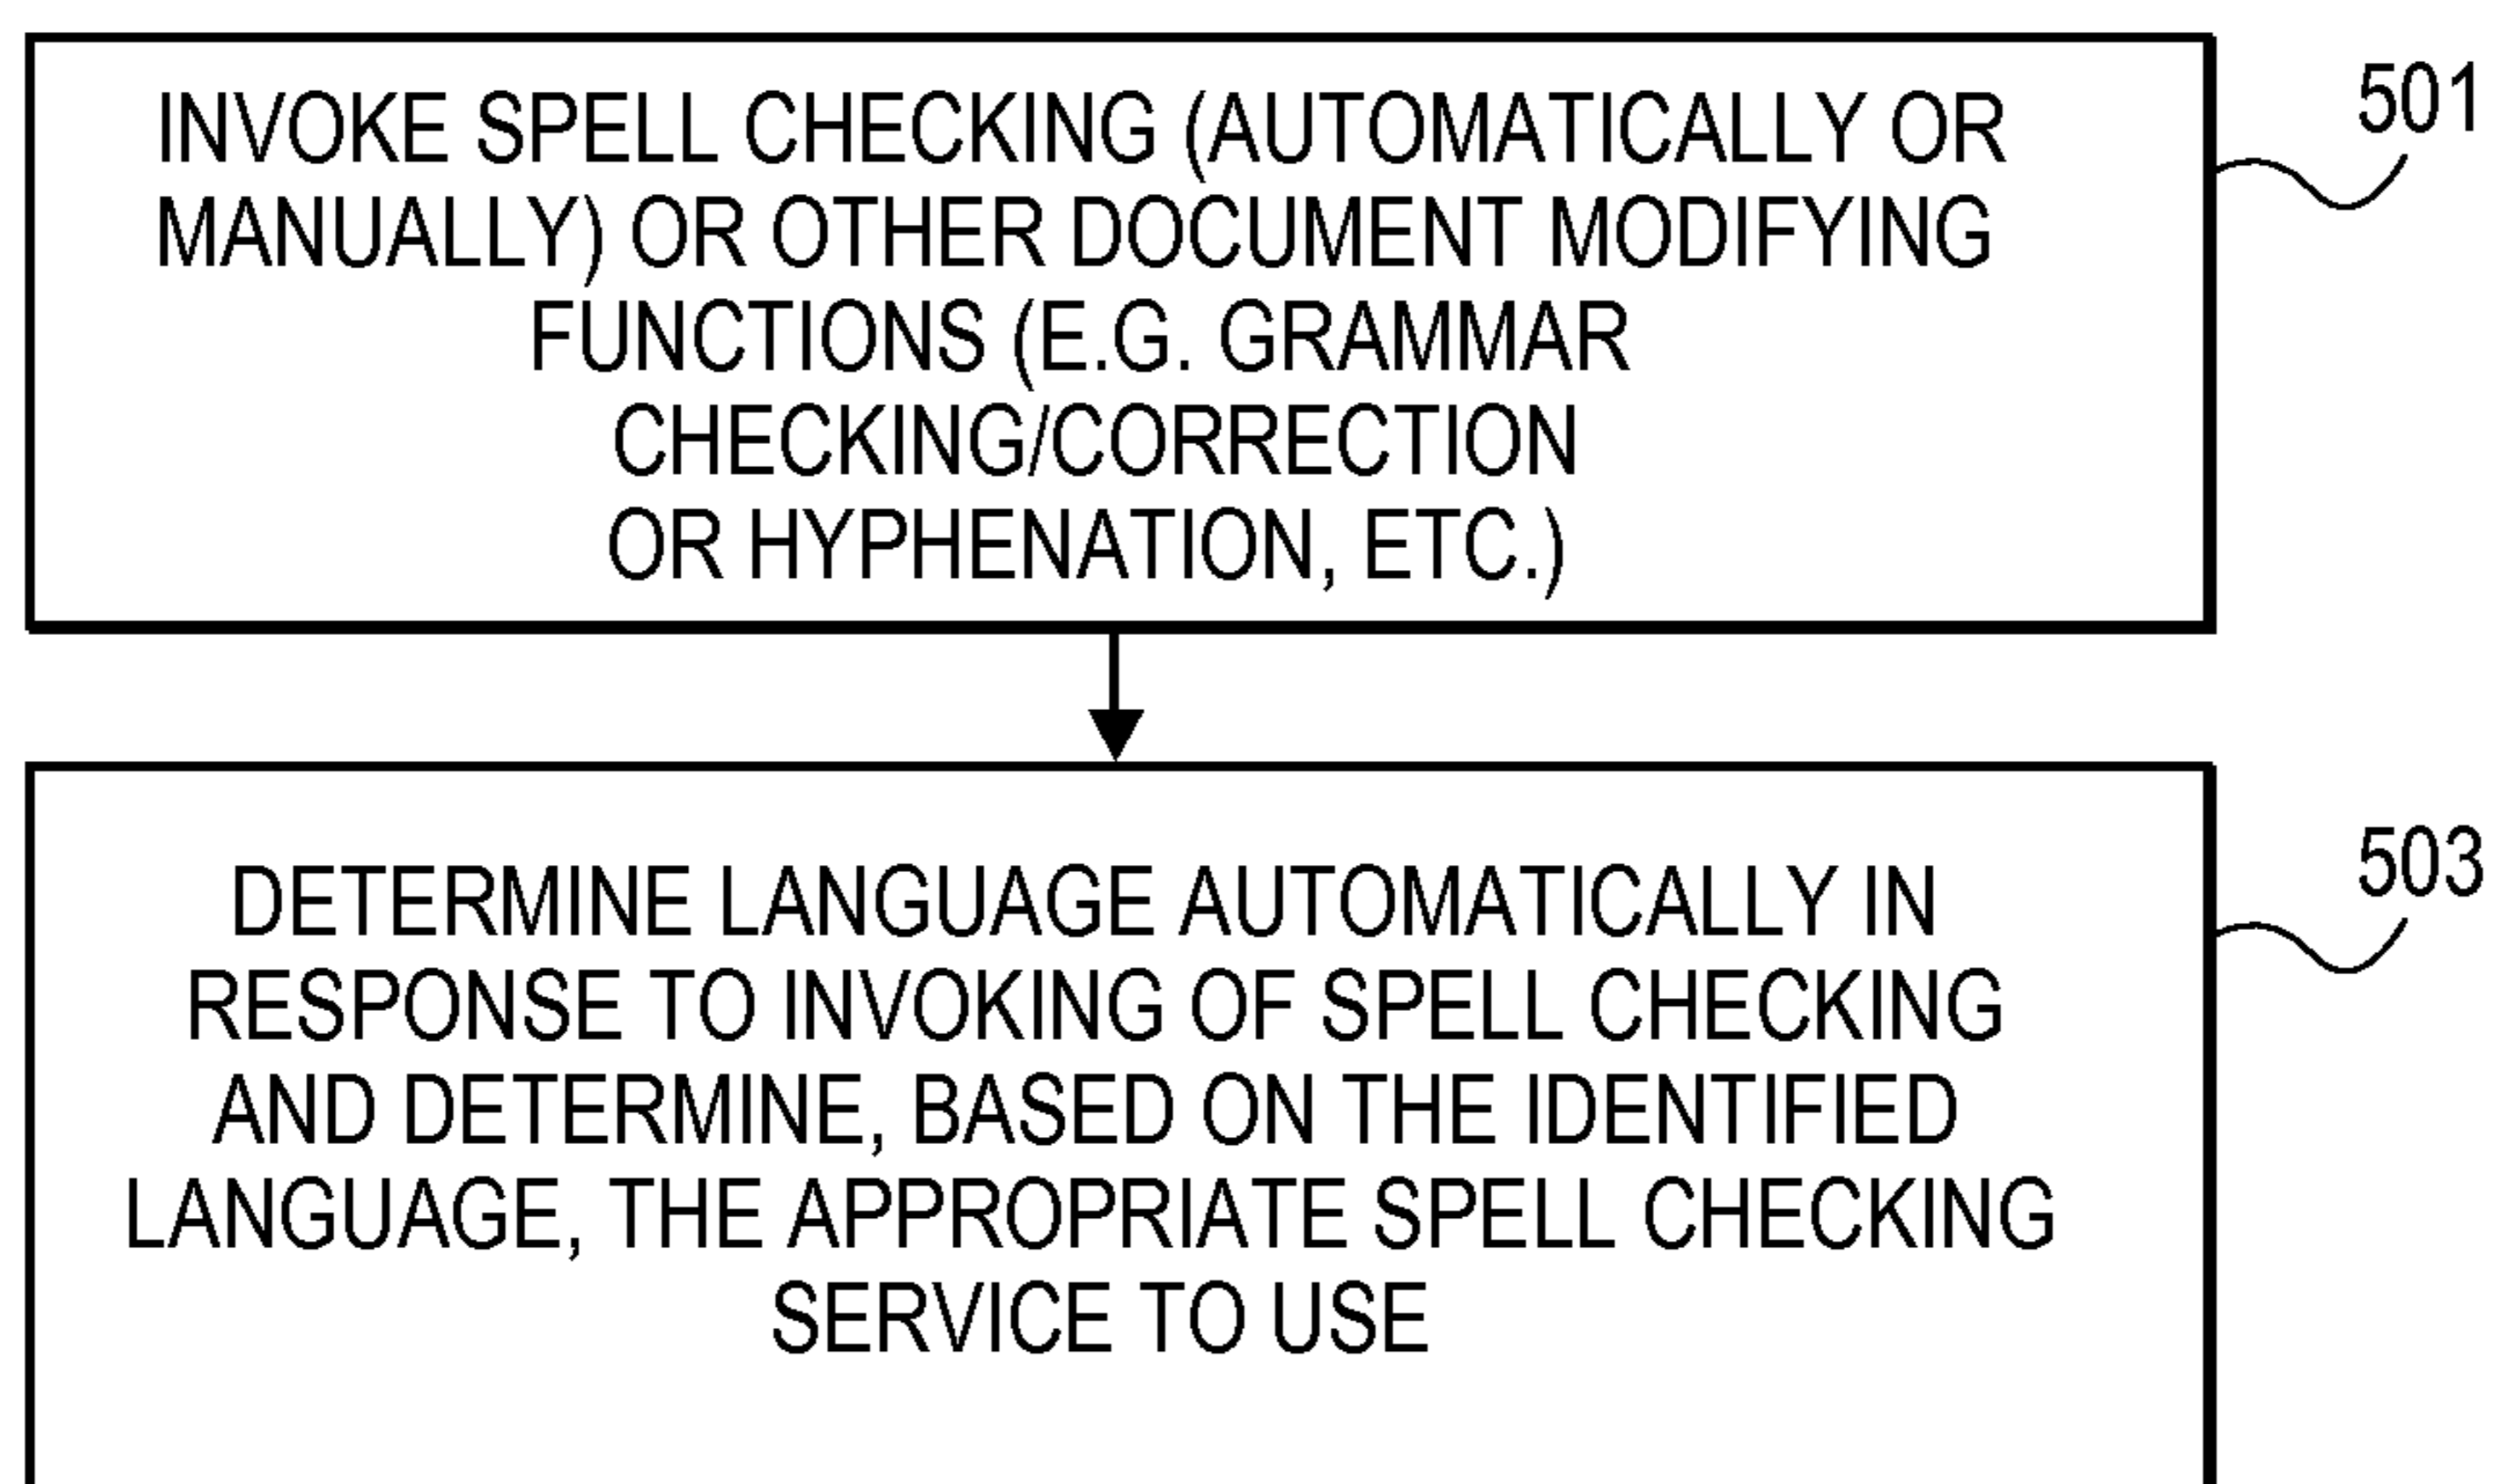 501
INVOKE SPELL CHECKING (AUTOMATICALLY OR
MANUALLY) OR OTHER DOCUMENT MODIFYING
FUNCTIONS (E.G. GRAMMAR
CHECKING/CORRECTION
OR HYPHENATION, ETC.)
503
DETERMINE LANGUAGE AUTOMATICALLY IN
RESPONSE TO INVOKING OF SPELL CHECKING
AND DETERMINE, BASED ON THE IDENTIFIED
LANGUAGE, THE APPROPRIATE SPELL CHECKING
SERVICE TO USE